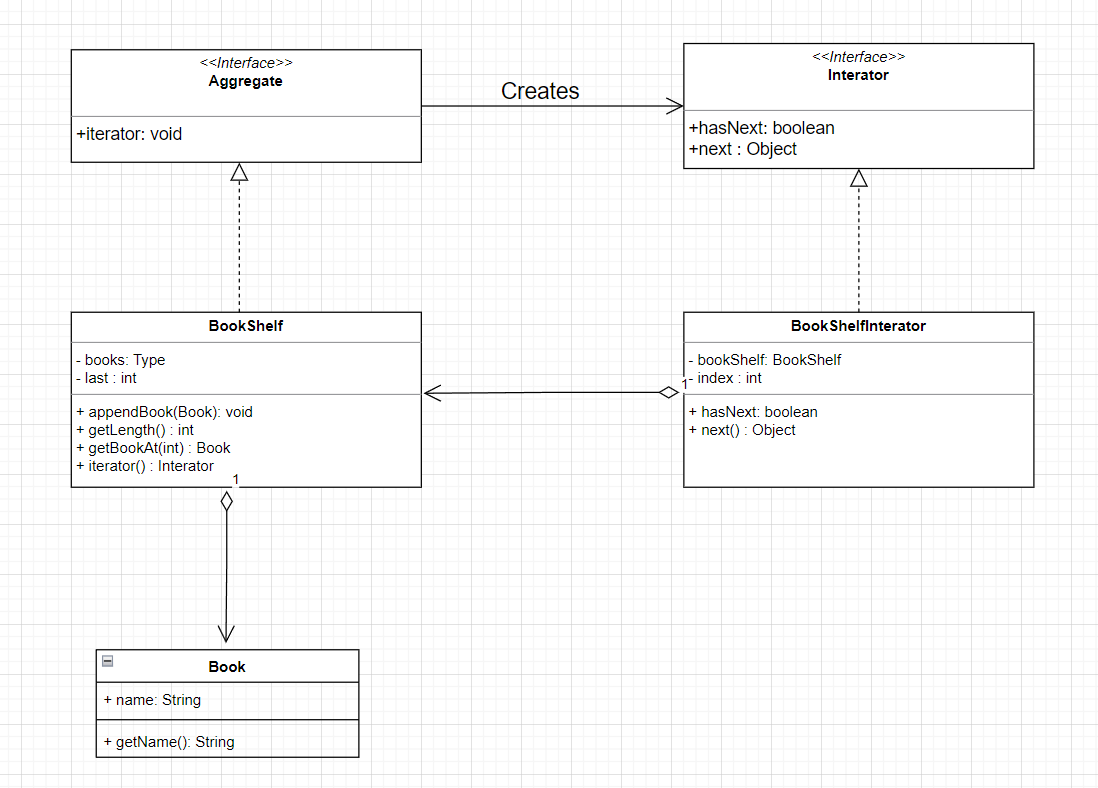 <<Interface>>
Aggregate
+iterator: void
Creates
<<Interface>>
Interator
+hasNext: boolean
+next : Object
BookShelf
- books: Type
- last : int
+ appendBook(Book): void
+ getLength() : int
+ getBookAt(int) : Book
+ iterator() : Interator
1
BookShelfInterator
- bookShelf: BookShelf
- index : int
1
+ hasNext: boolean
+ next() : Object
Book
+ name: String
+ getName(): String